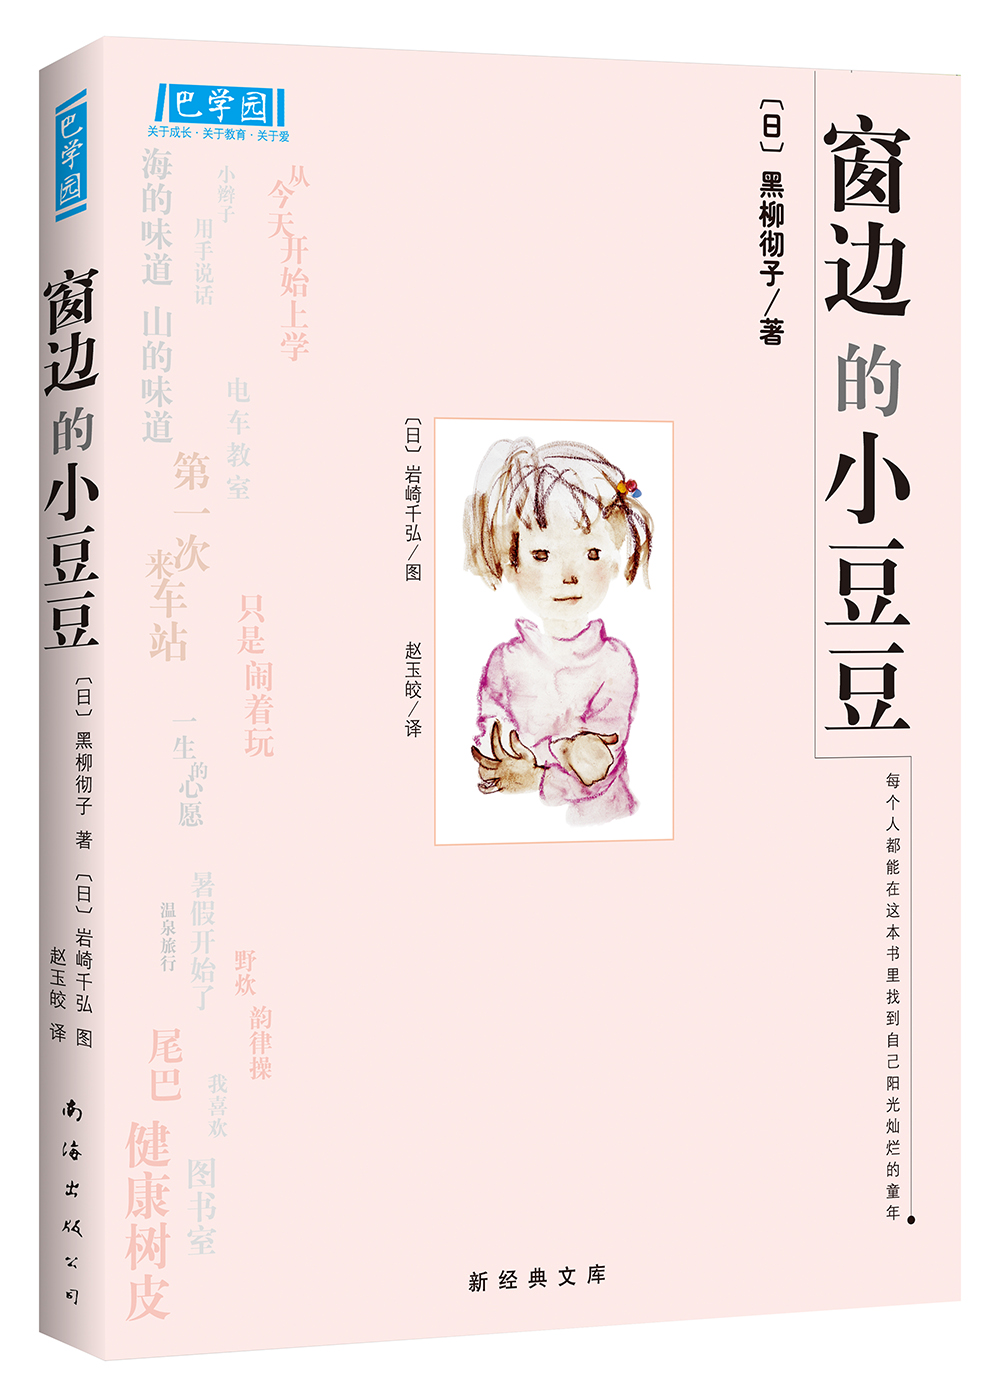 巴学园
窗边的小豆豆
〔日〕黑柳彻子 著
〔日〕岩崎千弘 图
赵玉皎 译
南海出版公司
巴学园
关于成长·关于教育·关于爱
窗边的小豆豆
〔日〕黑柳彻子/著
〔日〕岩崎千弘/图
赵玉皎/译
每个人都能在这本书里找到自己阳光灿烂的童年
从今天开始上学
小辫子
用手说话
海的味道 山的味道
电车教室
第一次
来车站
只是闹着玩
一生的心愿
暑假开始了
温泉旅行
野炊
韵律操
尾巴
我喜欢
图书室
健康树皮
新经典文库